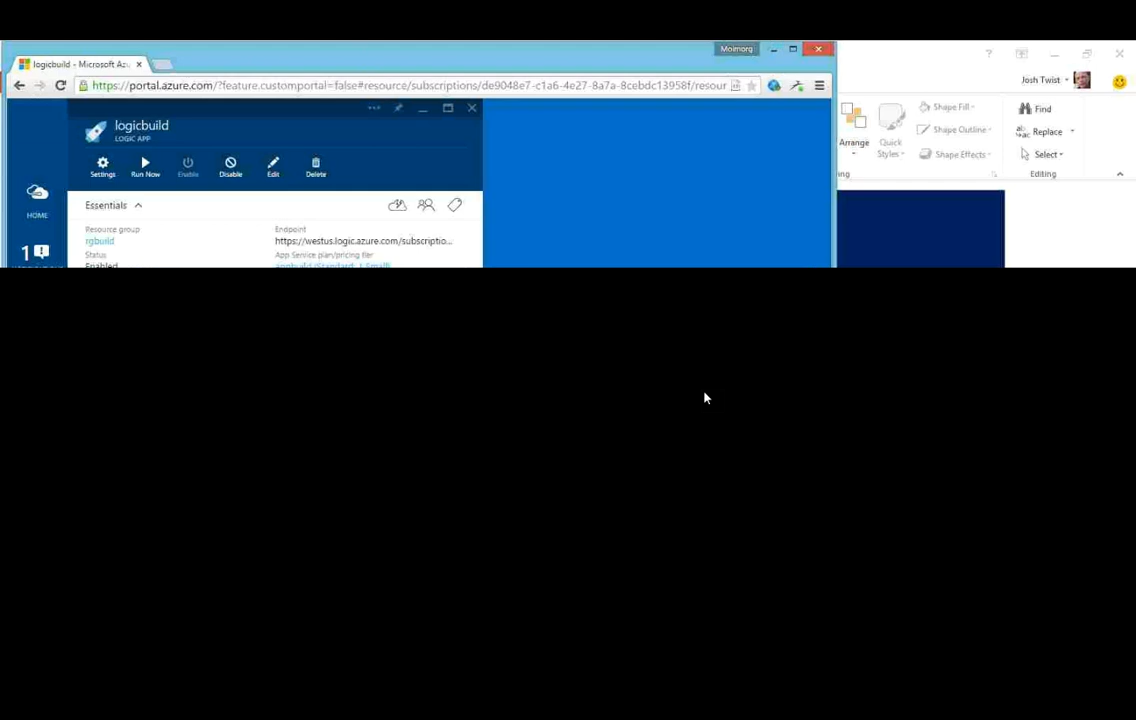 Moimorg
logicbuild - Microsoft Az
https://portal.azure.com/?feature.customportal=false#resource/subscriptions/de9048e7-c1a6-4e27-8a7a-8cebdc13958f/resour
Josh Twist
logicbuild
LOGIC APP
Settings
Run Now
Enable
Disable
Edit
Delete
HOME
1
Essentials
Resource group
rgbuild
Status
Enabled
Endpoint
https://westus.logic.azure.com/subscriptio...
App Service plan/pricing tier
Arrange
Quick
Styles
Shape Fill
Shape Outline
Shape Effects
ing
Find
Replace
Select
Editing